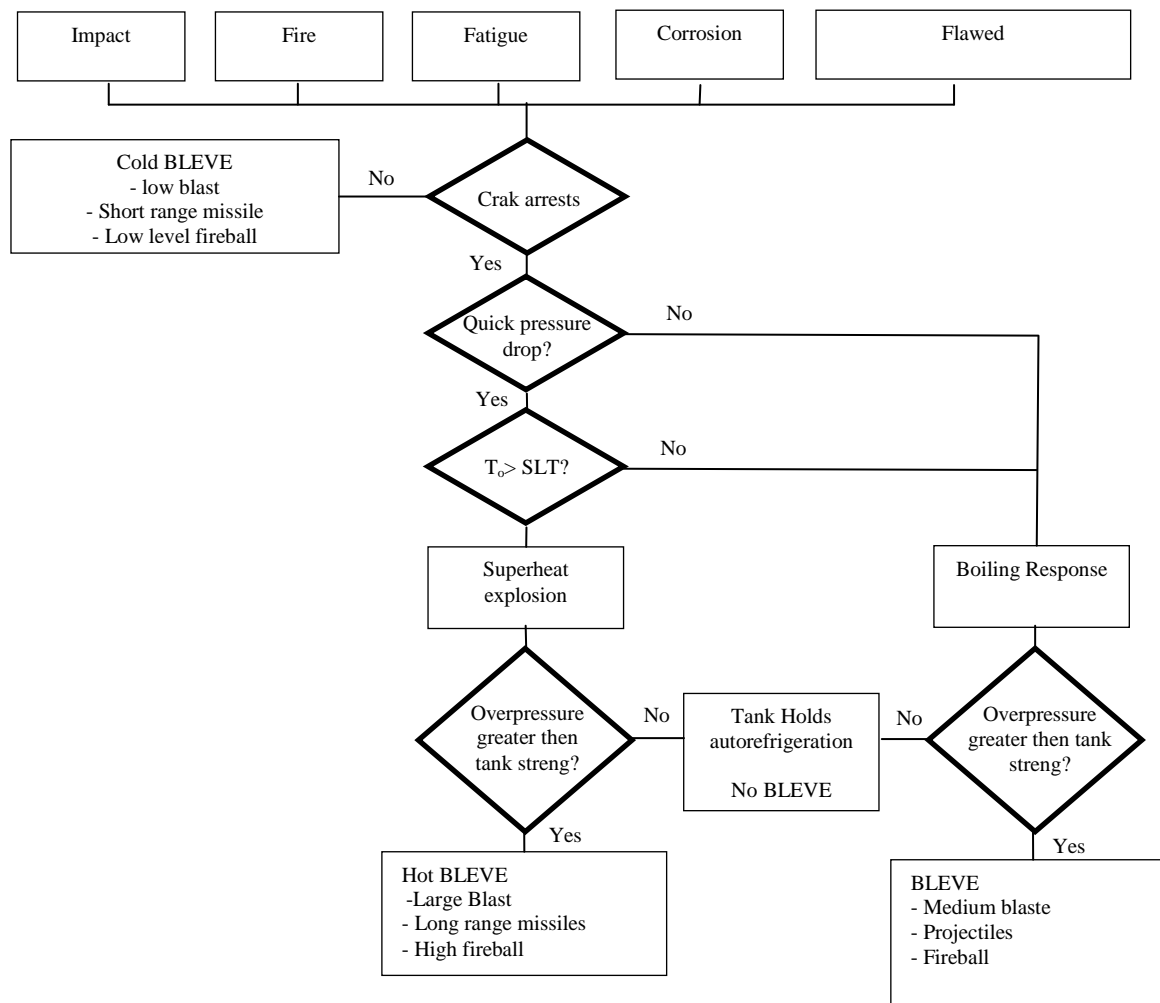 Impact
Fire
Fatigue
Corrosion
Flawed
Cold BLEVE
- low blast
- Short range missile
- Low level fireball
No
Crak arrests
Yes
Quick pressure
drop?
No
Yes
To> SLT?
No
Superheat
explosion
Boiling Response
Overpressure
greater then
tank streng?
No
Tank Holds
autorefrigeration
No BLEVE
No
Overpressure
greater then tank
streng?
Yes
Yes
Hot BLEVE
-Large Blast
- Long range missiles
- High fireball
BLEVE
- Medium blaste
- Projectiles
- Fireball